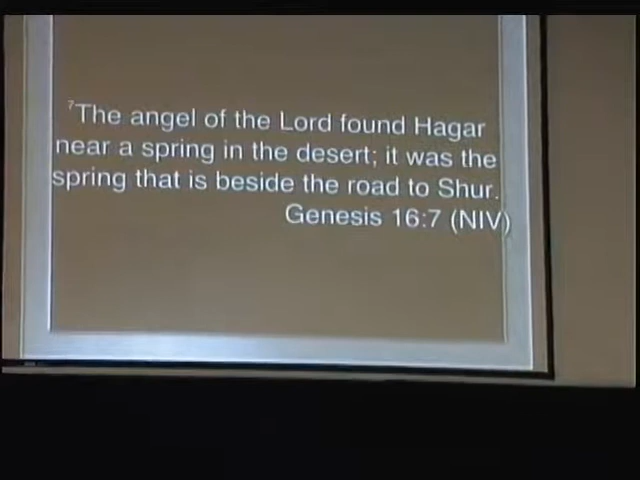 ⁷The angel of the Lord found Hagar
near a spring in the desert; it was the
spring that is beside the road to Shur.
Genesis 16:7 (NIV)